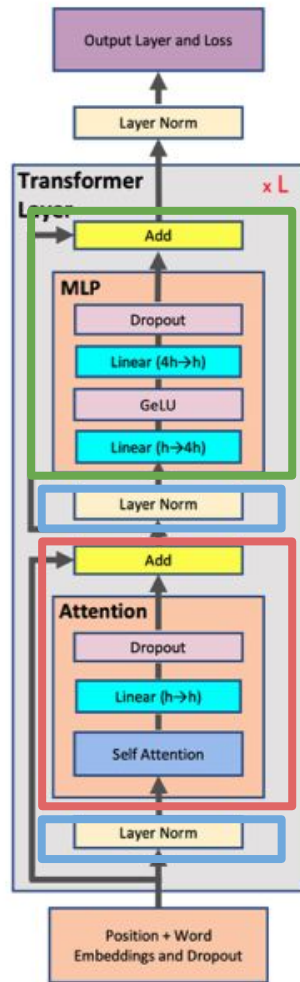 Output Layer and Loss
Layer Norm
Transformer
Layer
x L
Add
MLP
Dropout
Linear (4h→h)
GeLU
Linear (h→4h)
Layer Norm
Add
Attention
Dropout
Linear (h→h)
Self Attention
Layer Norm
Position + Word
Embeddings and Dropout